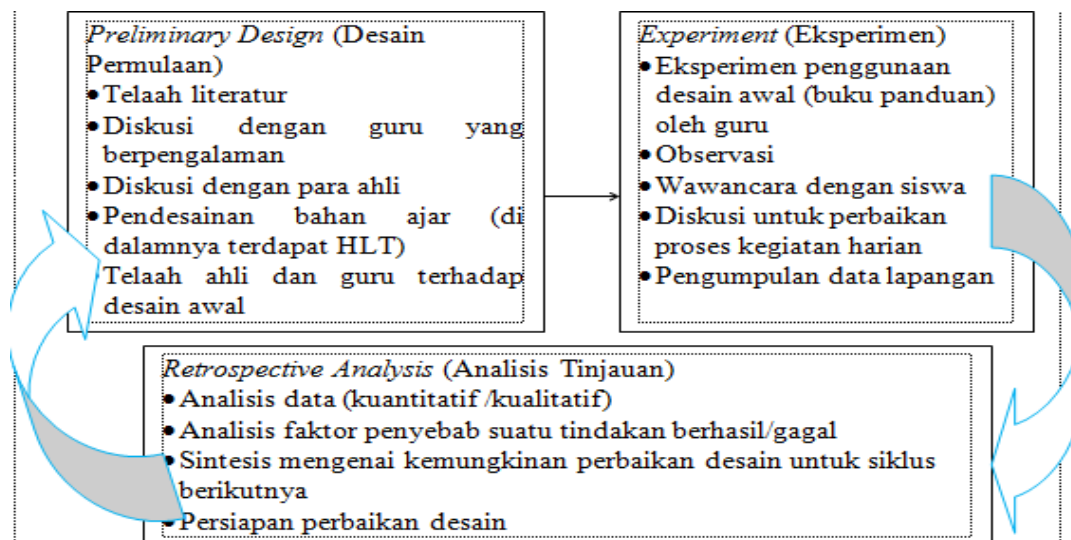 Preliminary Design (Desain
Permulaan)
•Telaah literatur
•Diskusi dengan guru yang
berpengalaman
•Diskusi dengan para ahli
•Pendesainan bahan ajar (di
dalamnya terdapat HLT)
Telaah ahli dan guru terhadap
desain awal
Experiment (Eksperimen)
•Eksperimen penggunaan
desain awal (buku panduan)
oleh guru
•Observasi
•Wawancara dengan siswa
•Diskusi untuk perbaikan
proses kegiatan harian
•Pengumpulan data lapangan
Retrospective Analysis (Analisis Tinjauan)
•Analisis data (kuantitatif /kualitatif)
•Analisis faktor penyebab suatu tindakan berhasil/gagal
•Sintesis mengenai kemungkinan perbaikan desain untuk siklus
berikutnya
•Persiapan perbaikan desain